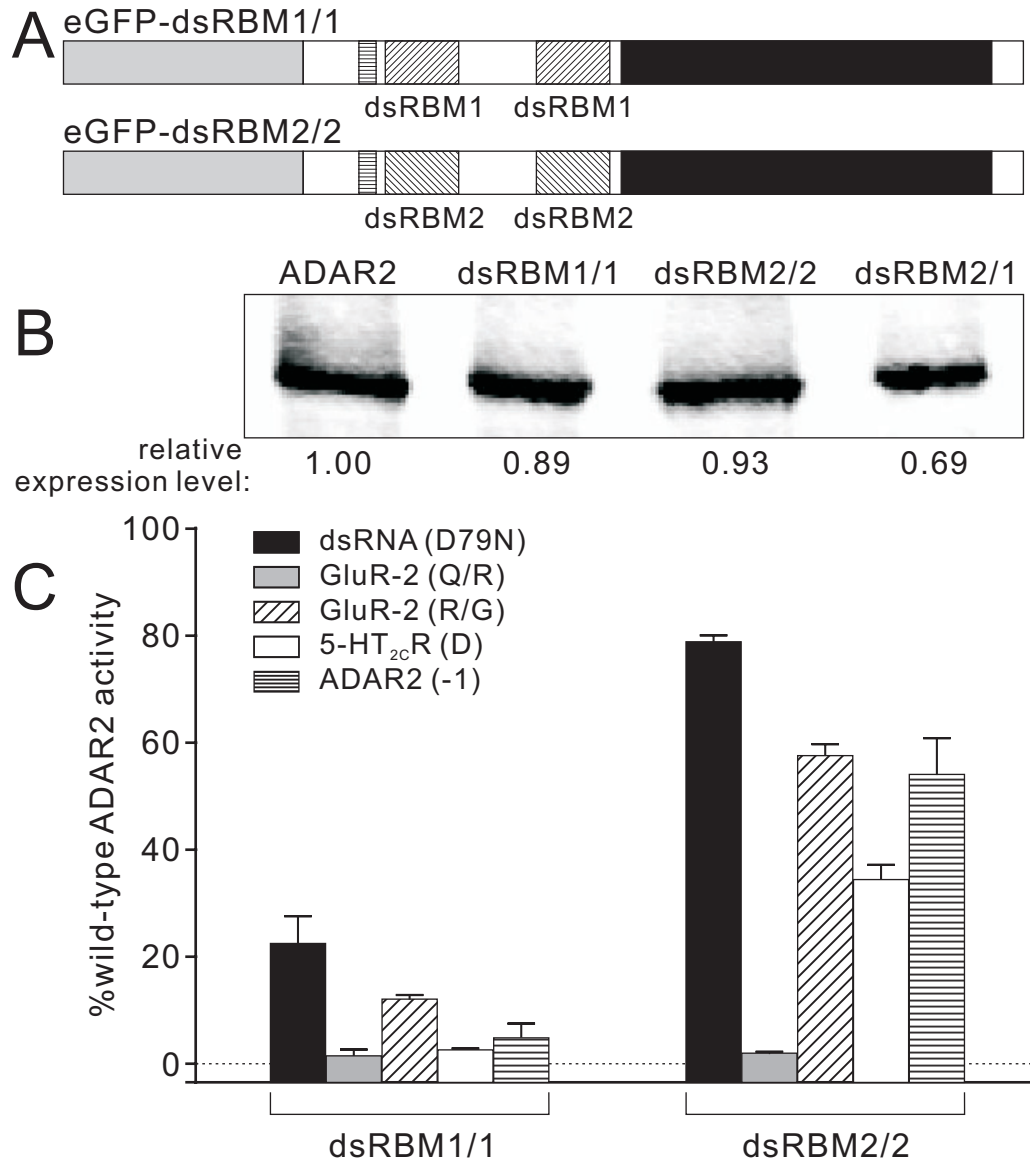 A
eGFP-dsRBM1/1
dsRBM1 dsRBM1
eGFP-dsRBM2/2
dsRBM2 dsRBM2
B
ADAR2 dsRBM1/1 dsRBM2/2 dsRBM2/1
relative
expression level:
1.00 0.89 0.93 0.69
C
%wild-type ADAR2 activity
100
80
60
40
20
0
dsRNA (D79N)
GluR-2 (Q/R)
GluR-2 (R/G)
5-HT2CR (D)
ADAR2 (-1)
dsRBM1/1 dsRBM2/2